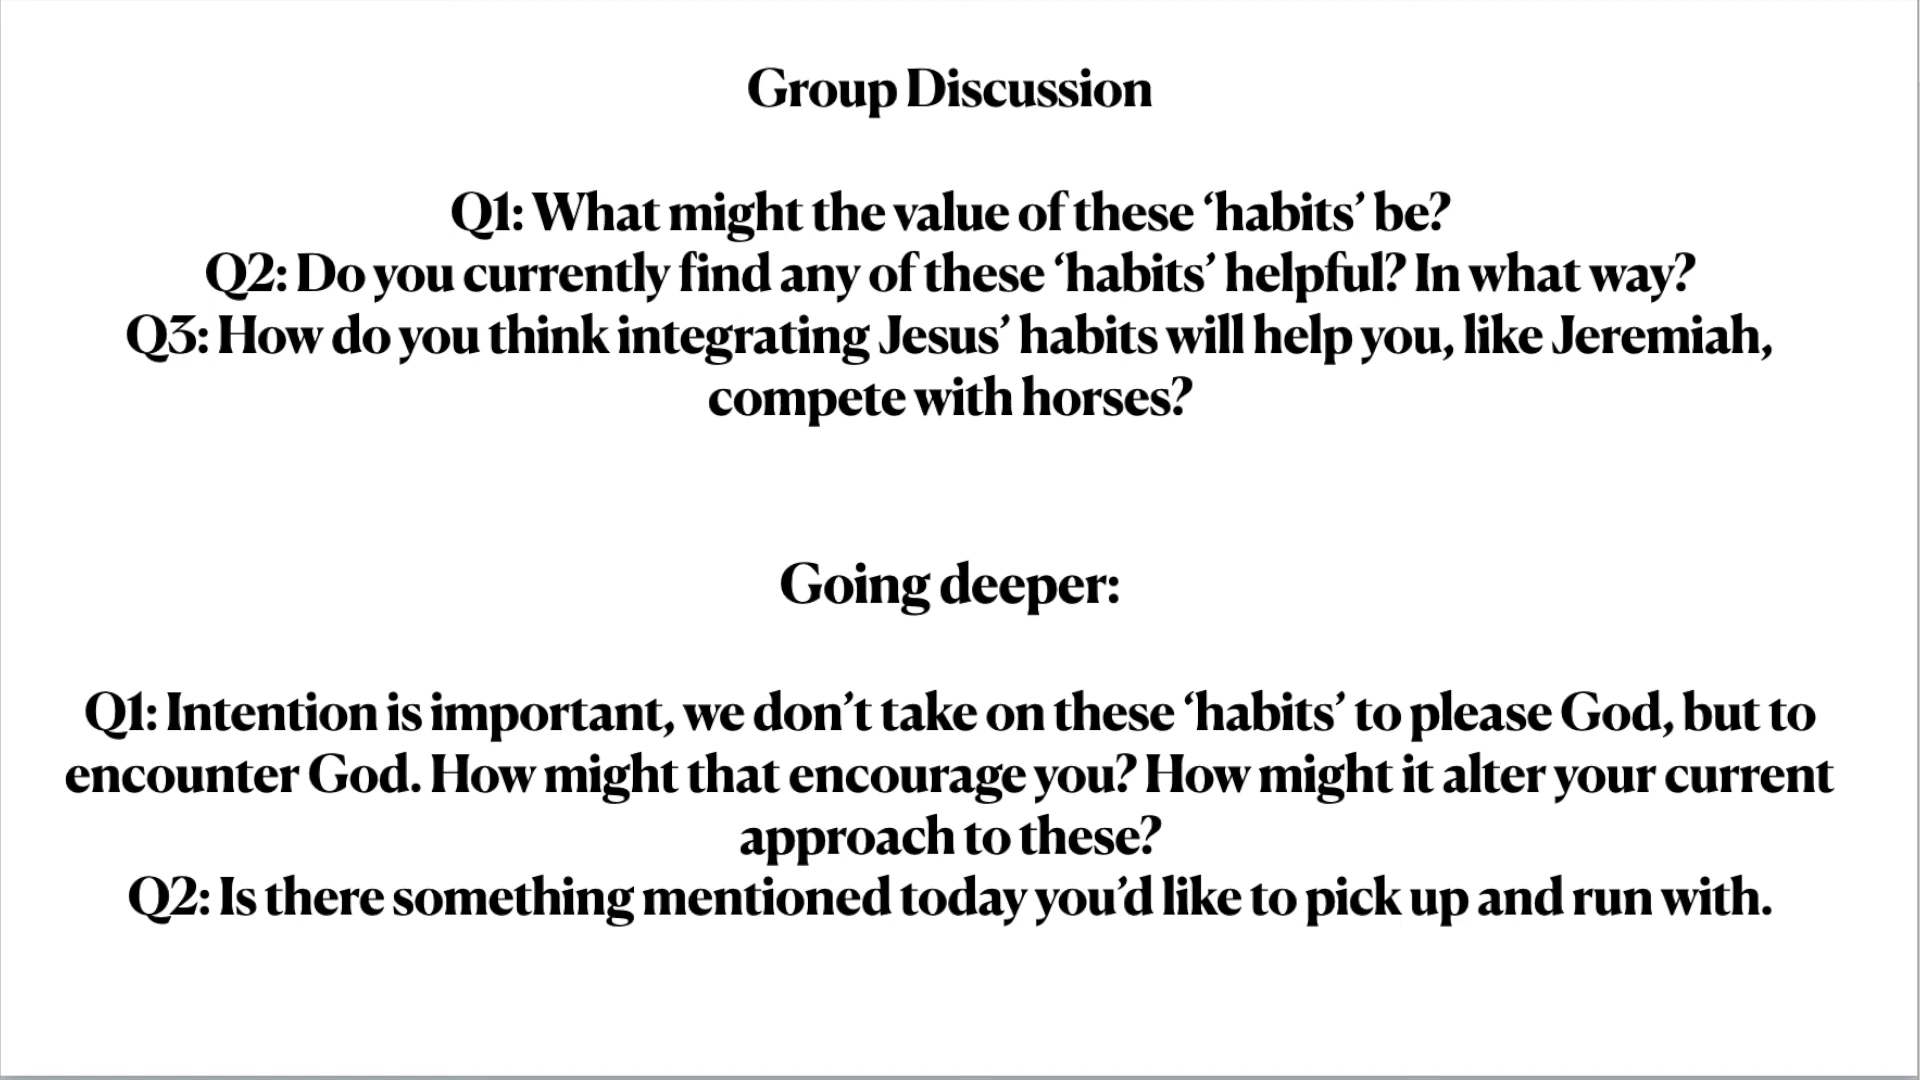 Group Discussion
Q1: What might the value of these ‘habits’ be?
Q2: Do you currently find any of these ‘habits’ helpful? In what way?
Q3: How do you think integrating Jesus’ habits will help you, like Jeremiah,
compete with horses?
Going deeper:
Q1: Intention is important, we don’t take on these ‘habits’ to please God, but to
encounter God. How might that encourage you? How might it alter your current
approach to these?
Q2: Is there something mentioned today you’d like to pick up and run with.